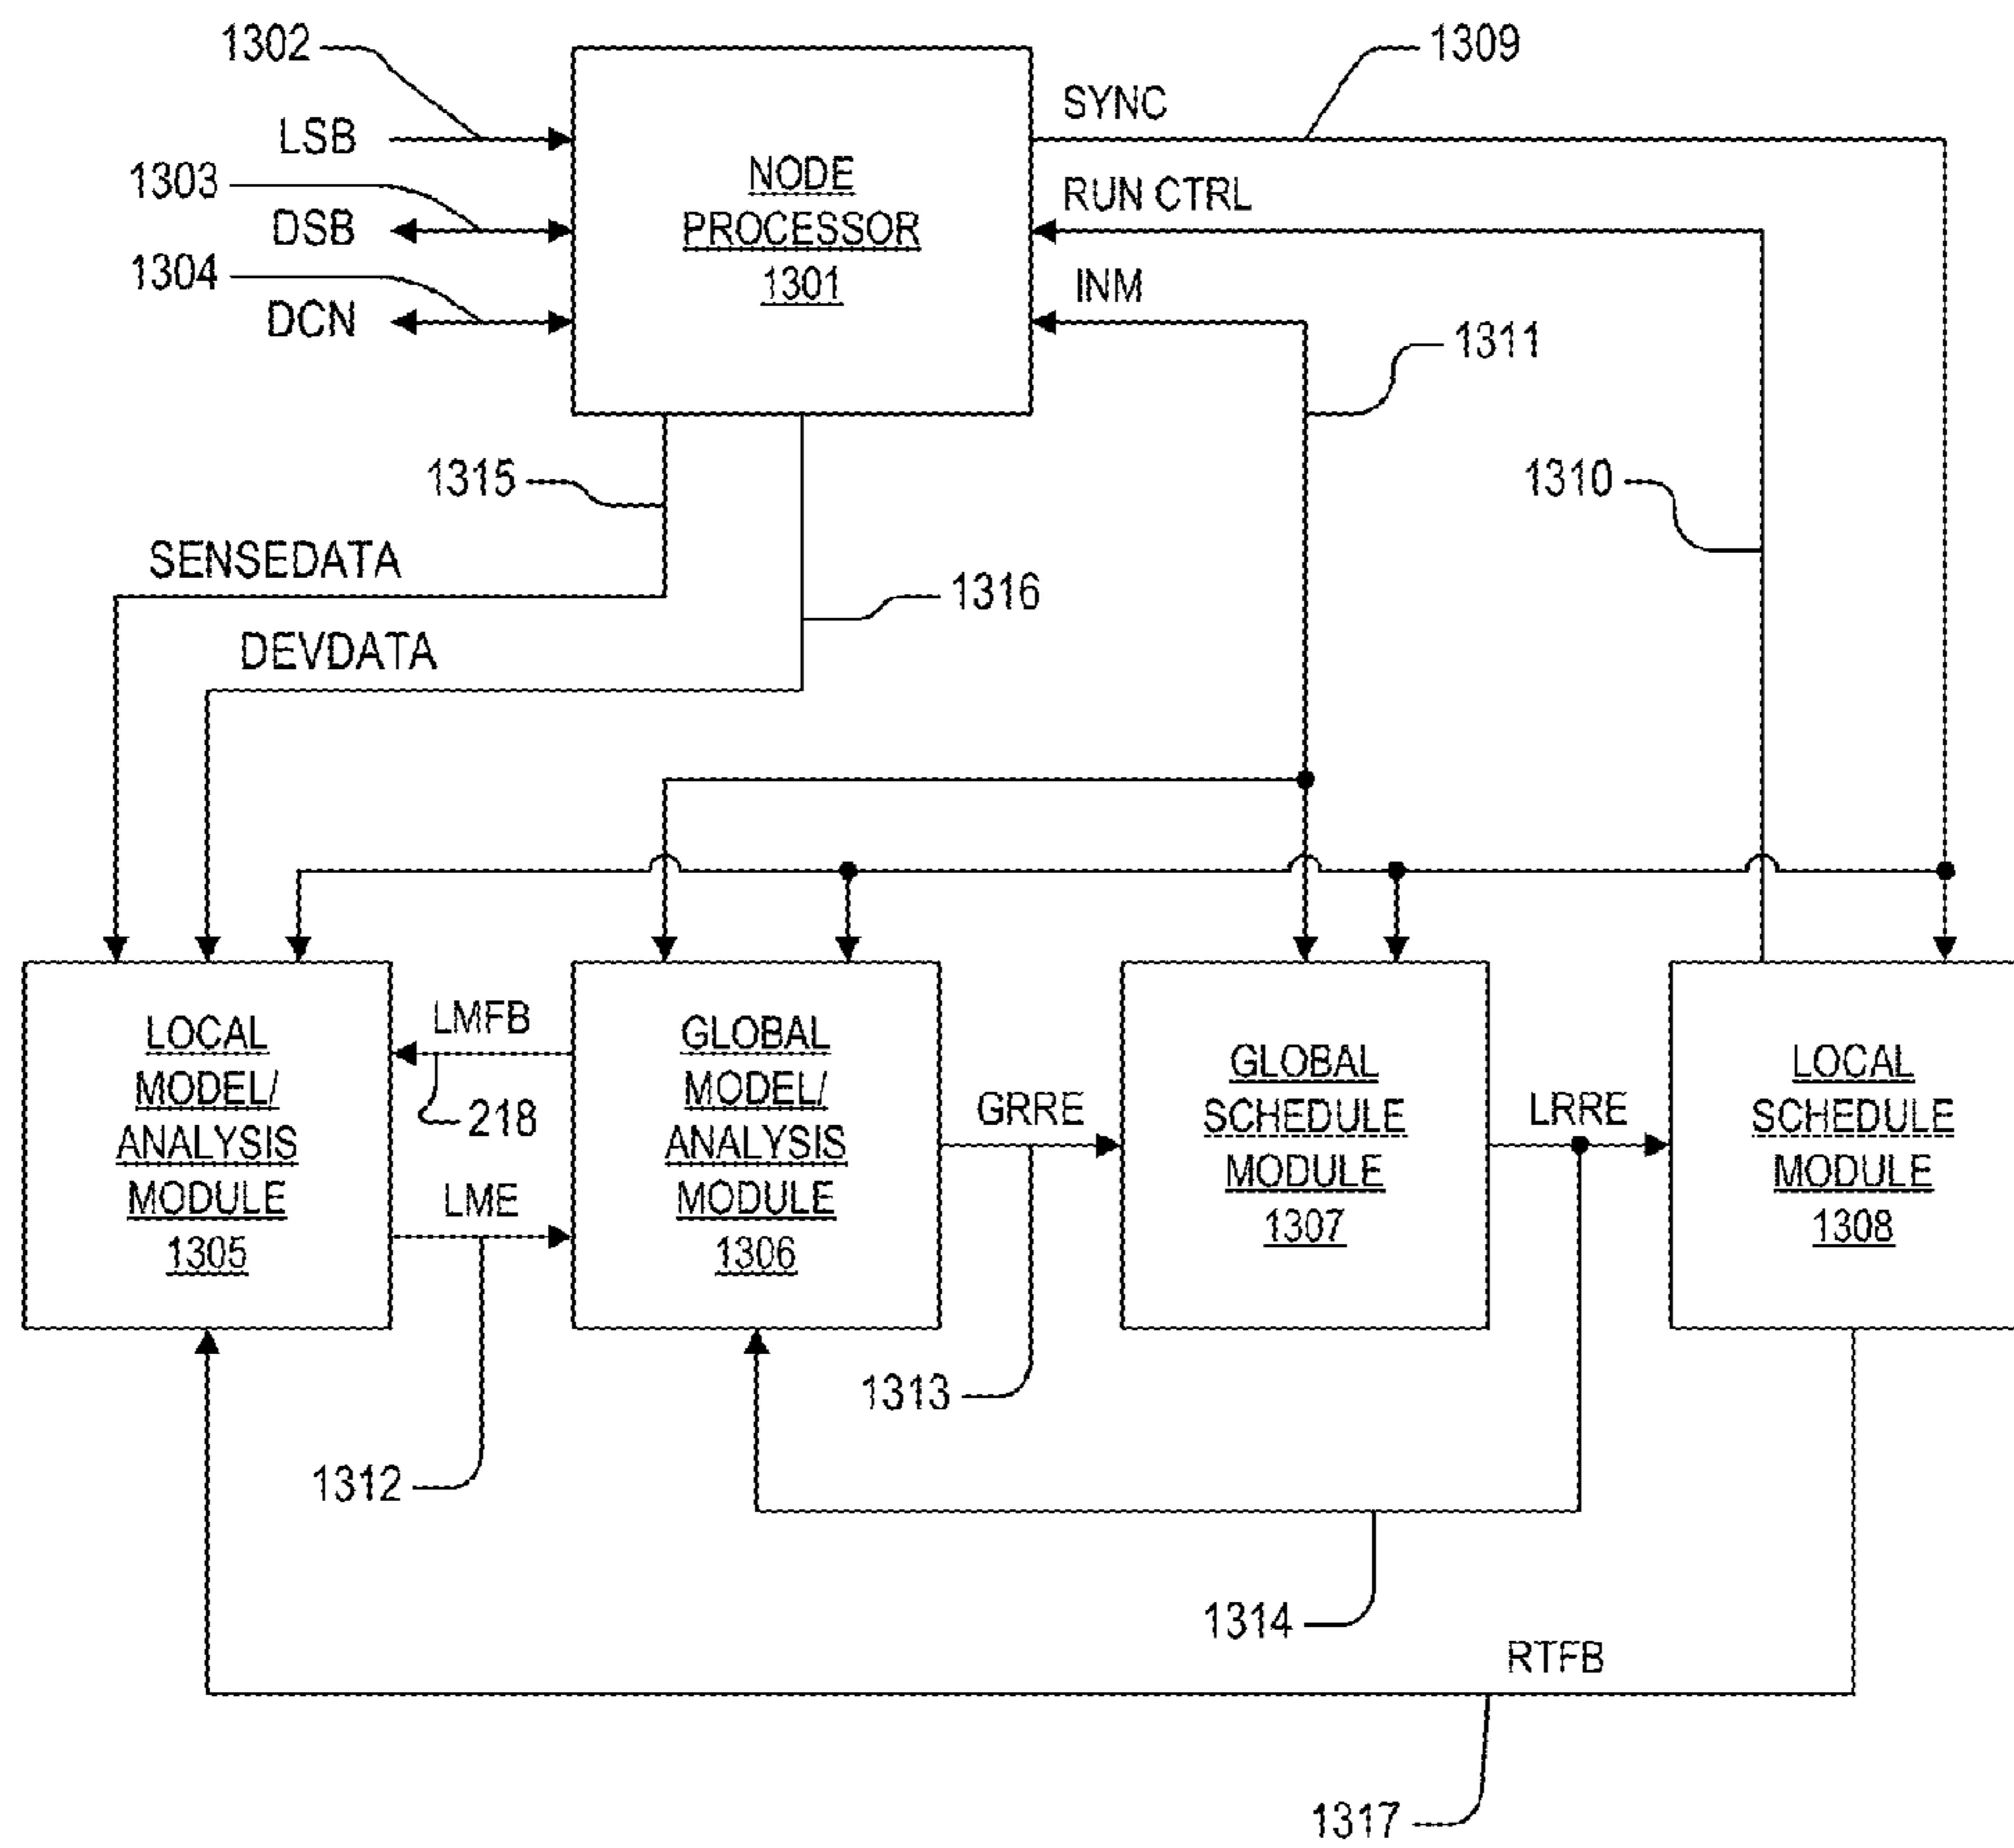 1302
1309
SYNC
LSB
1303
NODE
PROCESSOR
1301
RUN CTRL
DSB
1304
INM
DCN
1311
1315
1310
SENSEDATA
1316
DEVDATA
LOCAL
MODEL/
ANALYSIS
MODULE
1305
LMFB
218
LME
GLOBAL
MODEL/
ANALYSIS
MODULE
1306
GRRE
GLOBAL
SCHEDULE
MODULE
1307
LRRE
LOCAL
SCHEDULE
MODULE
1308
1313
1312
1314
RTFB
1317